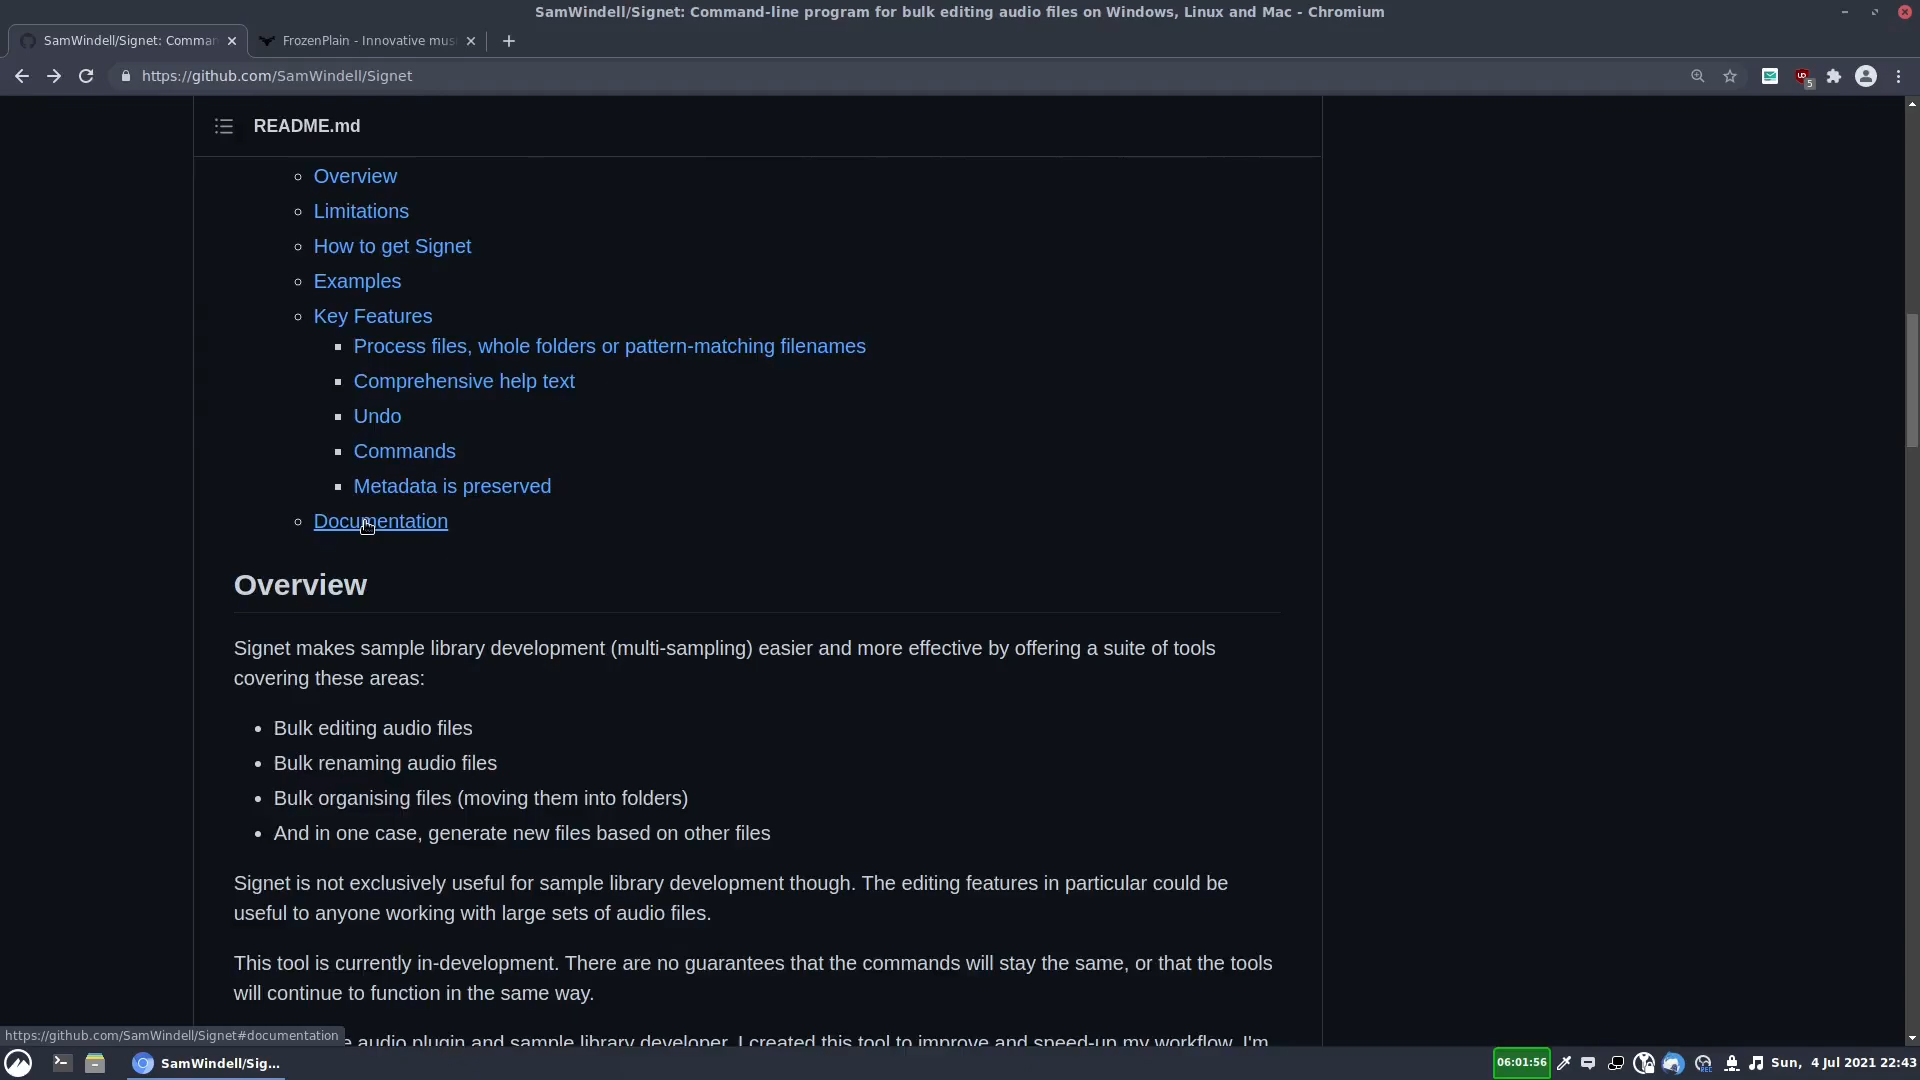 SamWindell/Signet: Command-line program for bulk editing audio files on Windows, Linux and Mac - Chromium
SamWindell/Signet: Comman
FrozenPlain - Innovative mus
https://github.com/SamWindell/Signet
5
README.md
Overview
Limitations
How to get Signet
Examples
Key Features
Process files, whole folders or pattern-matching filenames
Comprehensive help text
Undo
Commands
Metadata is preserved
Documentation
Overview
Signet makes sample library development (multi-sampling) easier and more effective by offering a suite of tools
covering these areas:
Bulk editing audio files
Bulk renaming audio files
Bulk organising files (moving them into folders)
And in one case, generate new files based on other files
Signet is not exclusively useful for sample library development though. The editing features in particular could be
useful to anyone working with large sets of audio files.
This tool is currently in-development. There are no guarantees that the commands will stay the same, or that the tools
will continue to function in the same way.
audio plugin and sample library developer. I created this tool to improve and speed-up my workflow. I'm
https://github.com/SamWindell/Signet#documentation
SamWindell/Sig...
06:01:56
REC
Sun, 4 Jul 2021 22:43